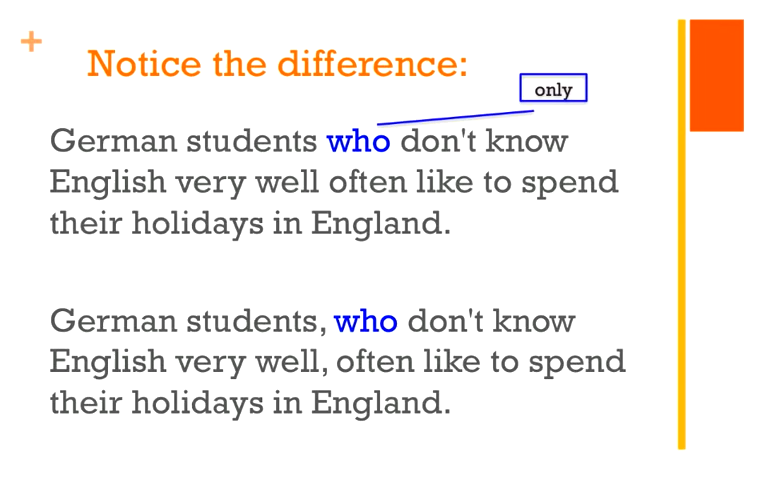 +
Notice the difference:
only
German students who don't know
English very well often like to spend
their holidays in England.
German students, who don't know
English very well, often like to spend
their holidays in England.